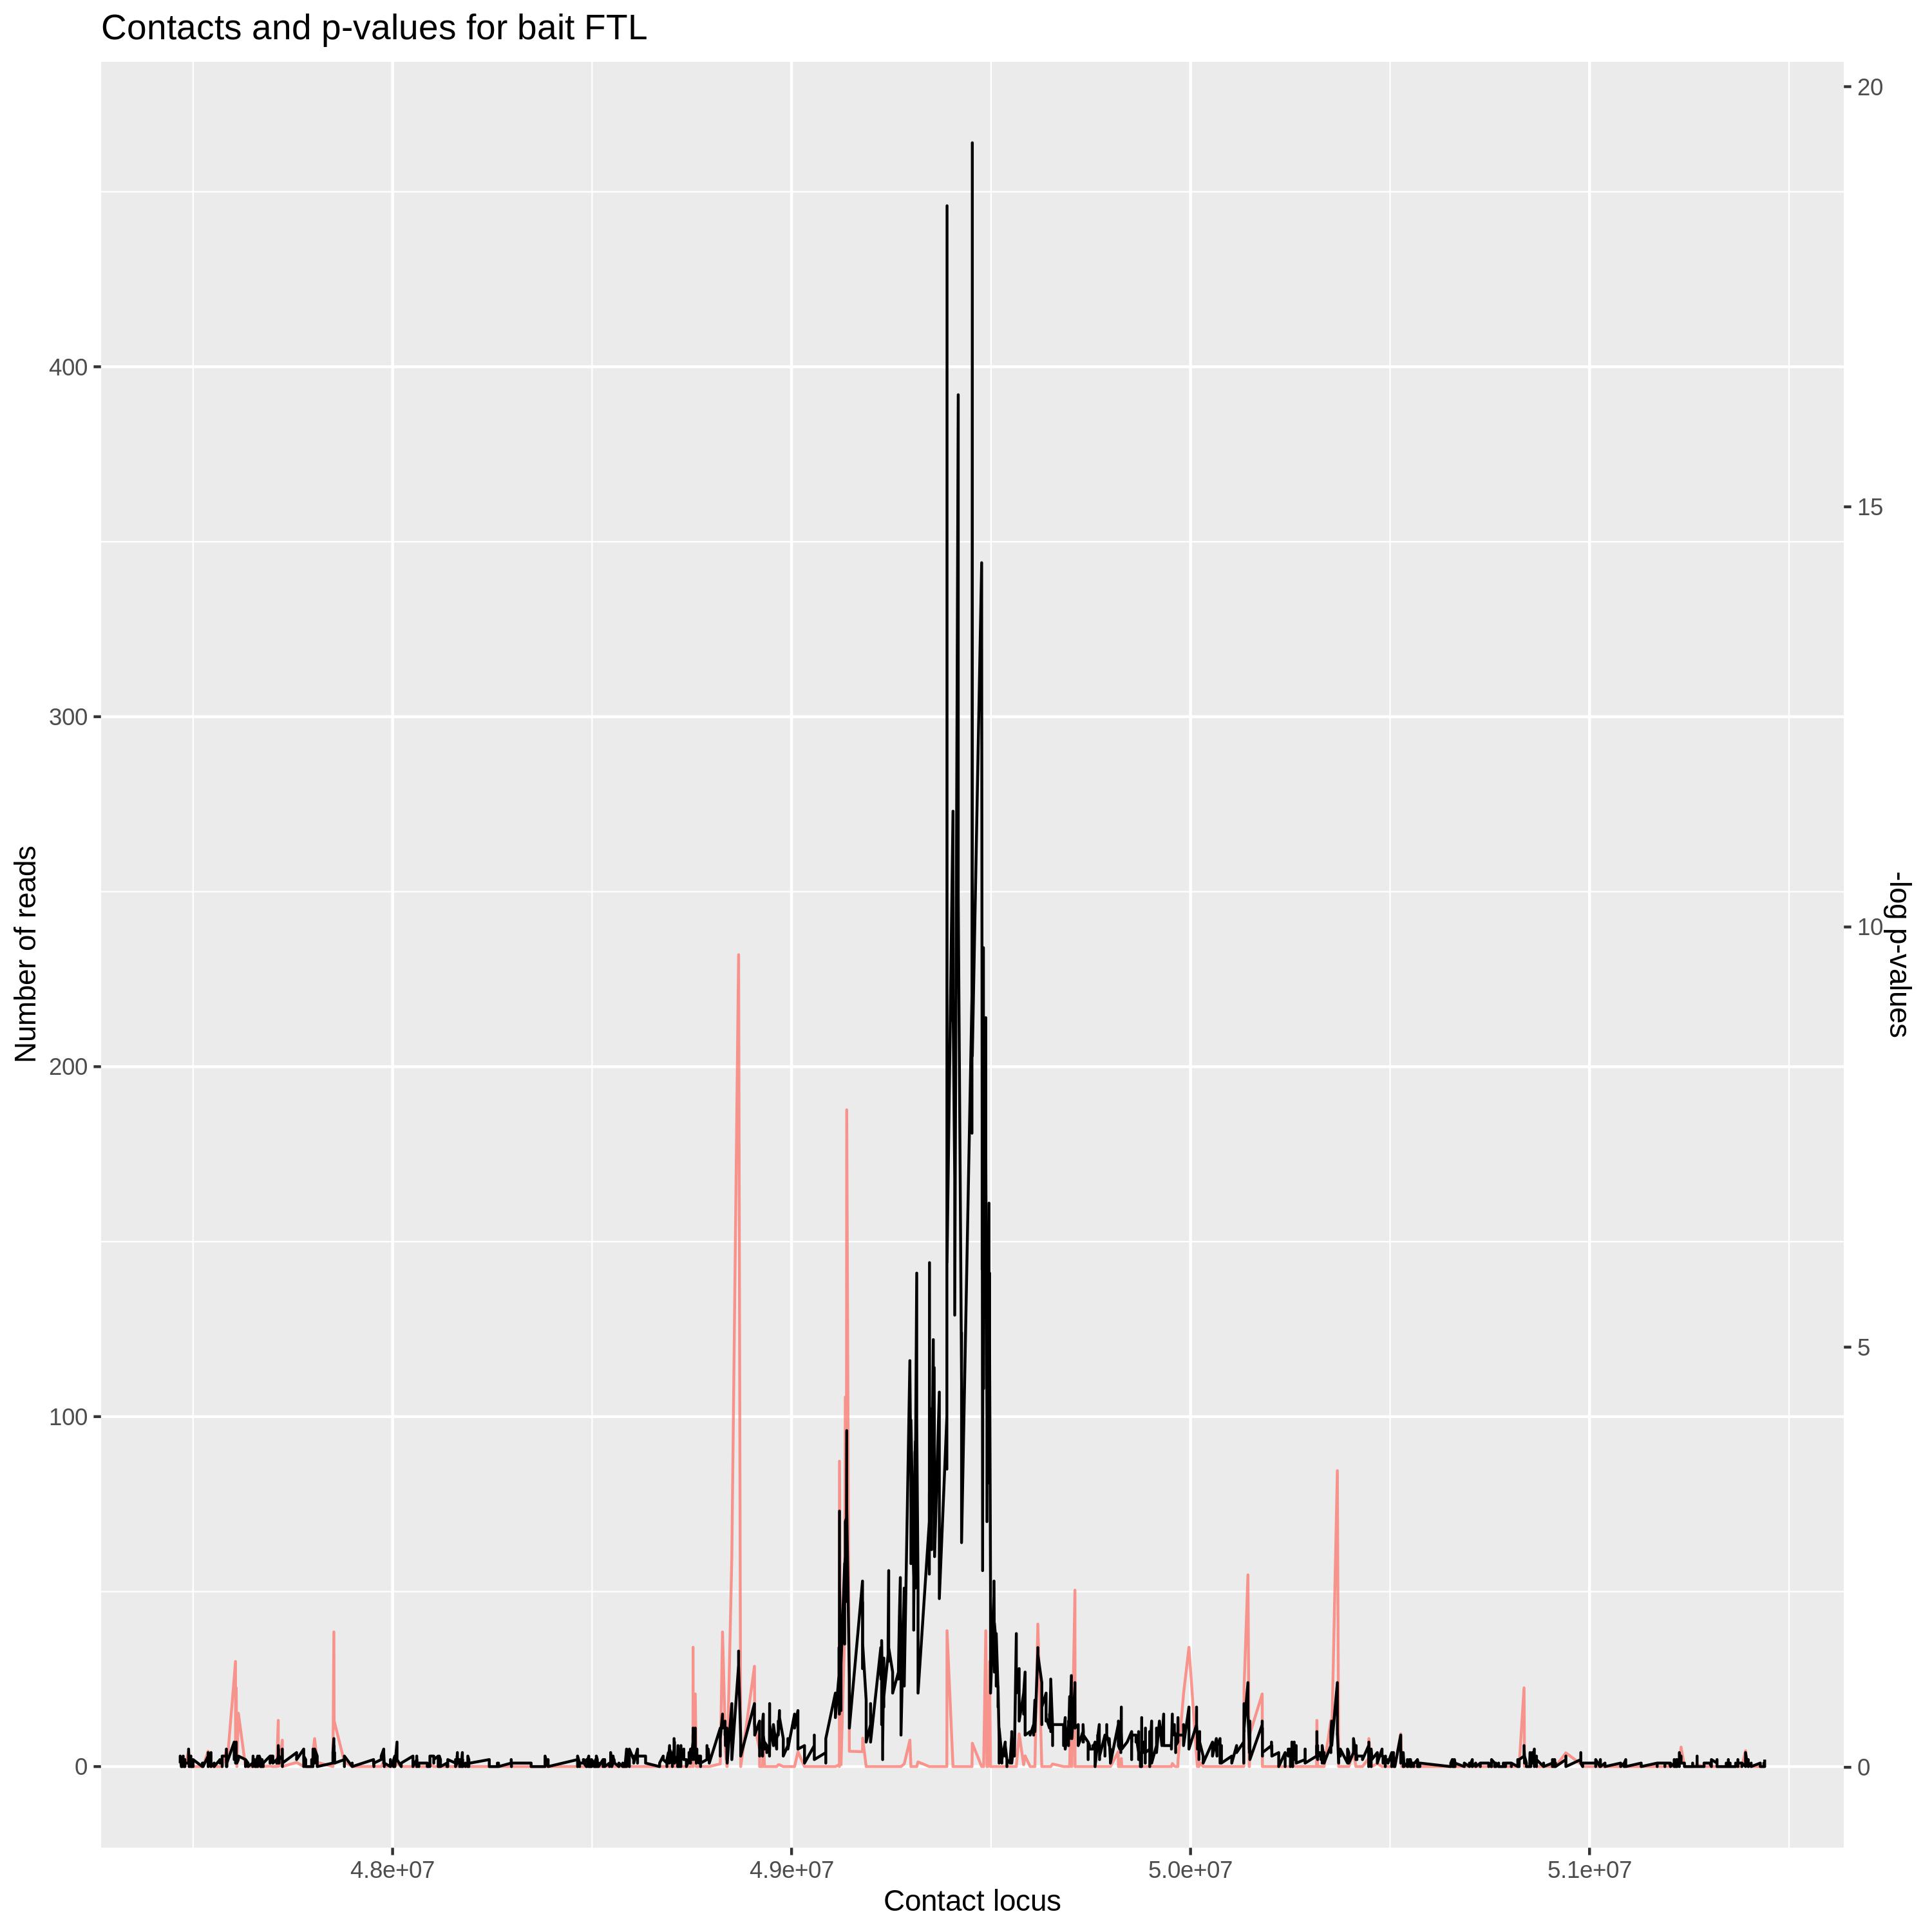 Contacts and p-values for bait FTL
20
15
10
5
0
-log p-values
400
300
200
100
0
Number of reads
4.8e+07
4.9e+07
5.0e+07
5.1e+07
Contact locus